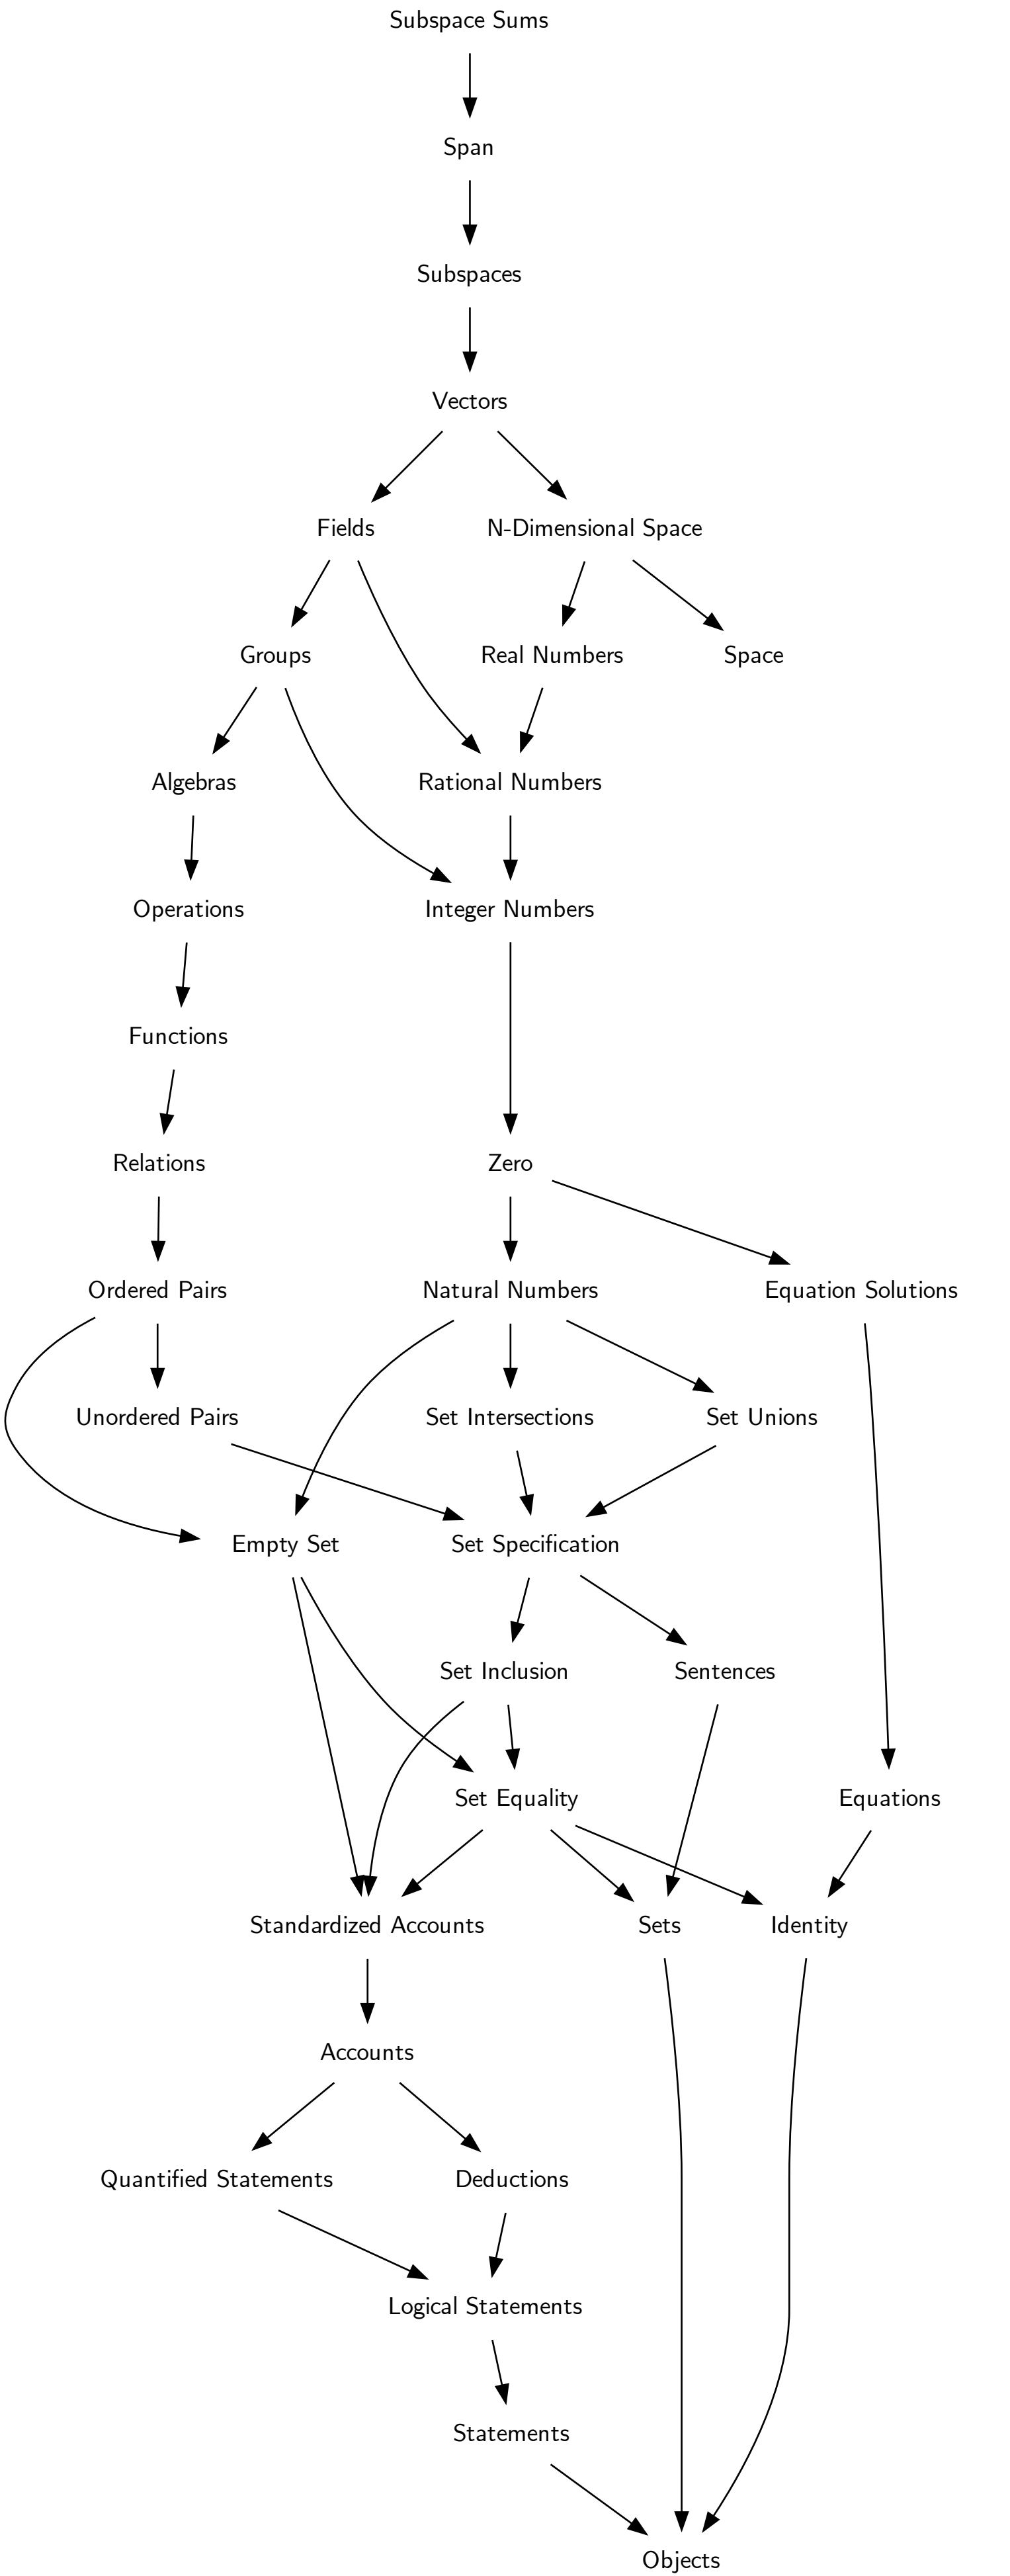 Subspace Sums
Span
Subspaces
Vectors
Fields
N-Dimensional Space
Groups
Real Numbers
Space
Algebras
Rational Numbers
Operations
Integer Numbers
Functions
Relations
Zero
Ordered Pairs
Natural Numbers
Equation Solutions
Unordered Pairs
Set Intersections
Set Unions
Empty Set
Set Specification
Set Inclusion
Sentences
Set Equality
Equations
Standardized Accounts
Sets
Identity
Accounts
Quantified Statements
Deductions
Logical Statements
Statements
Objects